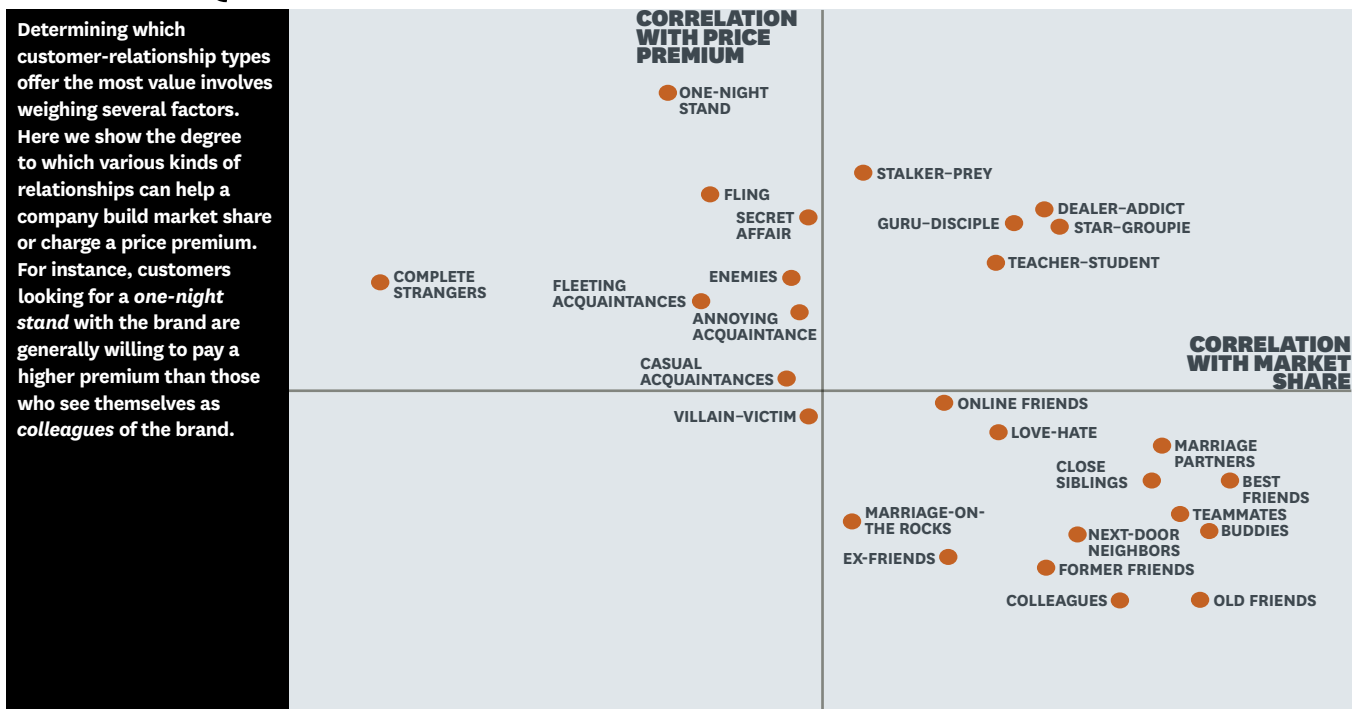 Determining which
customer-relationship types
offer the most value involves
weighing several factors.
Here we show the degree
to which various kinds of
relationships can help a
company build market share
or charge a price premium.
For instance, customers
looking for a one-night
stand with the brand are
generally willing to pay a
higher premium than those
who see themselves as
colleagues of the brand.
CORRELATION
WITH PRICE
PREMIUM
ONE-NIGHT
STAND
STALKER–PREY
FLING
SECRET
AFFAIR
DEALER–ADDICT
GURU–DISCIPLE
STAR–GROUPIE
TEACHER–STUDENT
COMPLETE
STRANGERS
ENEMIES
FLEETING
ACQUAINTANCES
ANNOYING
ACQUAINTANCE
CORRELATION
WITH MARKET
SHARE
CASUAL
ACQUAINTANCES
VILLAIN–VICTIM
ONLINE FRIENDS
LOVE-HATE
MARRIAGE
PARTNERS
CLOSE
SIBLINGS
BEST
FRIENDS
MARRIAGE-ON-
THE ROCKS
TEAMMATES
BUDDIES
NEXT-DOOR
NEIGHBORS
EX-FRIENDS
FORMER FRIENDS
COLLEAGUES
OLD FRIENDS